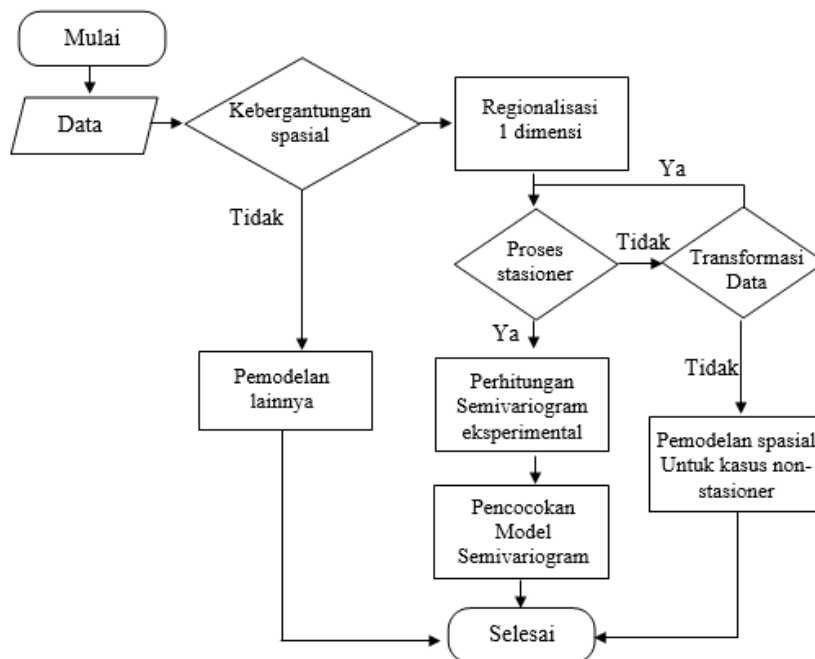 Mulai
Data
Kebergantungan
spasial
Regionalisasi
1 dimensi
Ya
Tidak
Proses
stasioner
Tidak
Transformasi
Data
Ya
Tidak
Pemodelan
lainnya
Perhitungan
Semivariogram
eksperimental
Pemodelan spasial
Untuk kasus non-
stasioner
Pencocokan
Model
Semivariogram
Selesai